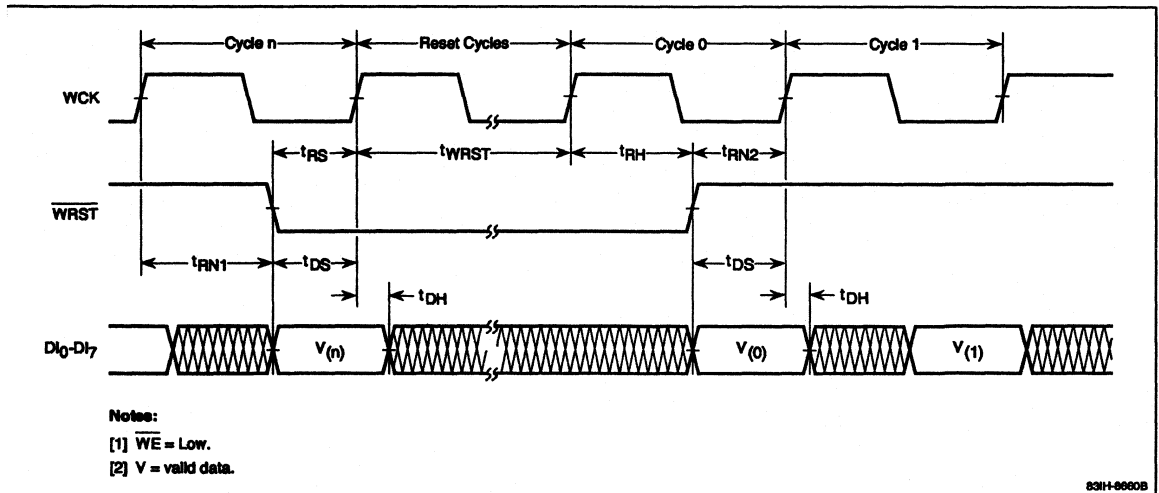 Cycle n Reset Cycles Cycle 0 Cycle 1
WCK
tRS tWRST tRH tRN2
WRST
tRN1 tDS tDS
tDH tDH
DI0-DI7 V(n) V(0) V(1)
Notes:
[1] WE = Low.
[2] V = valid data.
83IH-8660B